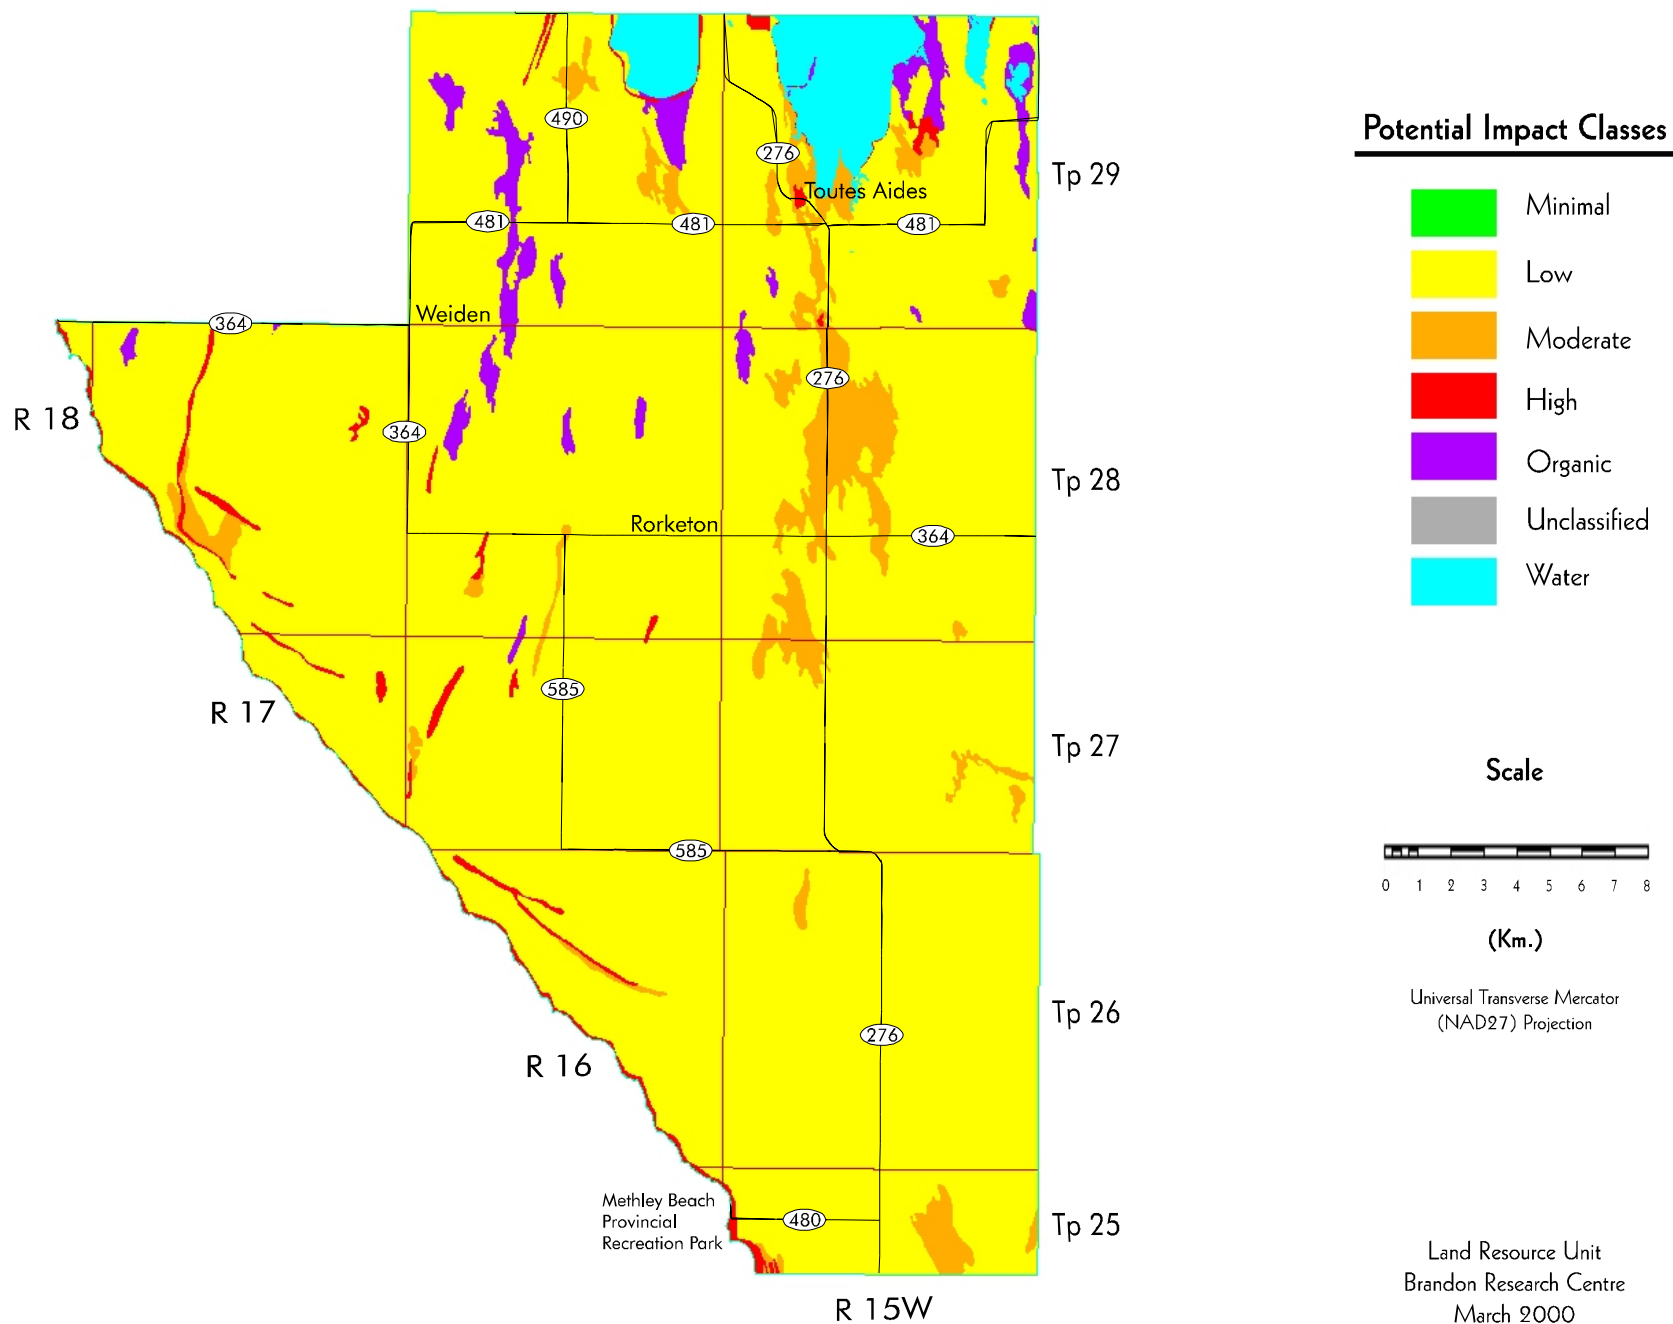 490
276
Tp 29
Toutes Aides
481
481
481
Weiden
364
276
R 18
364
Tp 28
Rorketon
364
585
R 17
Tp 27
585
Tp 26
276
R 16
Methley Beach
Provincial
Recreation Park
480
Tp 25
R 15W
Potential Impact Classes
Minimal
Low
Moderate
High
Organic
Unclassified
Water
Scale
0 1 2 3 4 5 6 7 8
(Km.)
Universal Transverse Mercator
(NAD27) Projection
Land Resource Unit
Brandon Research Centre
March 2000